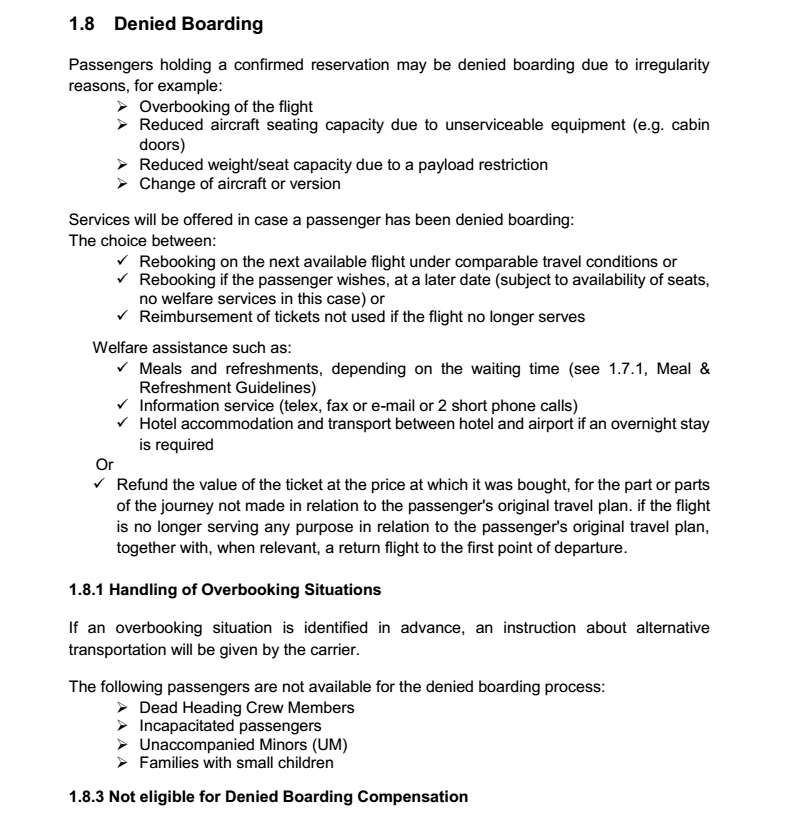 1.8 Denied Boarding
Passengers holding a confirmed reservation may be denied boarding due to irregularity
reasons, for example:
➢ Overbooking of the flight
➢ Reduced aircraft seating capacity due to unserviceable equipment (e.g. cabin
doors)
➢ Reduced weight/seat capacity due to a payload restriction
➢ Change of aircraft or version
Services will be offered in case a passenger has been denied boarding:
The choice between:
✓ Rebooking on the next available flight under comparable travel conditions or
✓ Rebooking if the passenger wishes, at a later date (subject to availability of seats,
no welfare services in this case) or
✓ Reimbursement of tickets not used if the flight no longer serves
Welfare assistance such as:
✓ Meals and refreshments, depending on the waiting time (see 1.7.1, Meal &
Refreshment Guidelines)
✓ Information service (telex, fax or e-mail or 2 short phone calls)
✓ Hotel accommodation and transport between hotel and airport if an overnight stay
is required
Or
✓ Refund the value of the ticket at the price at which it was bought, for the part or parts
of the journey not made in relation to the passenger's original travel plan. if the flight
is no longer serving any purpose in relation to the passenger's original travel plan,
together with, when relevant, a return flight to the first point of departure.
1.8.1 Handling of Overbooking Situations
If an overbooking situation is identified in advance, an instruction about alternative
transportation will be given by the carrier.
The following passengers are not available for the denied boarding process:
➢ Dead Heading Crew Members
➢ Incapacitated passengers
➢ Unaccompanied Minors (UM)
➢ Families with small children
1.8.3 Not eligible for Denied Boarding Compensation